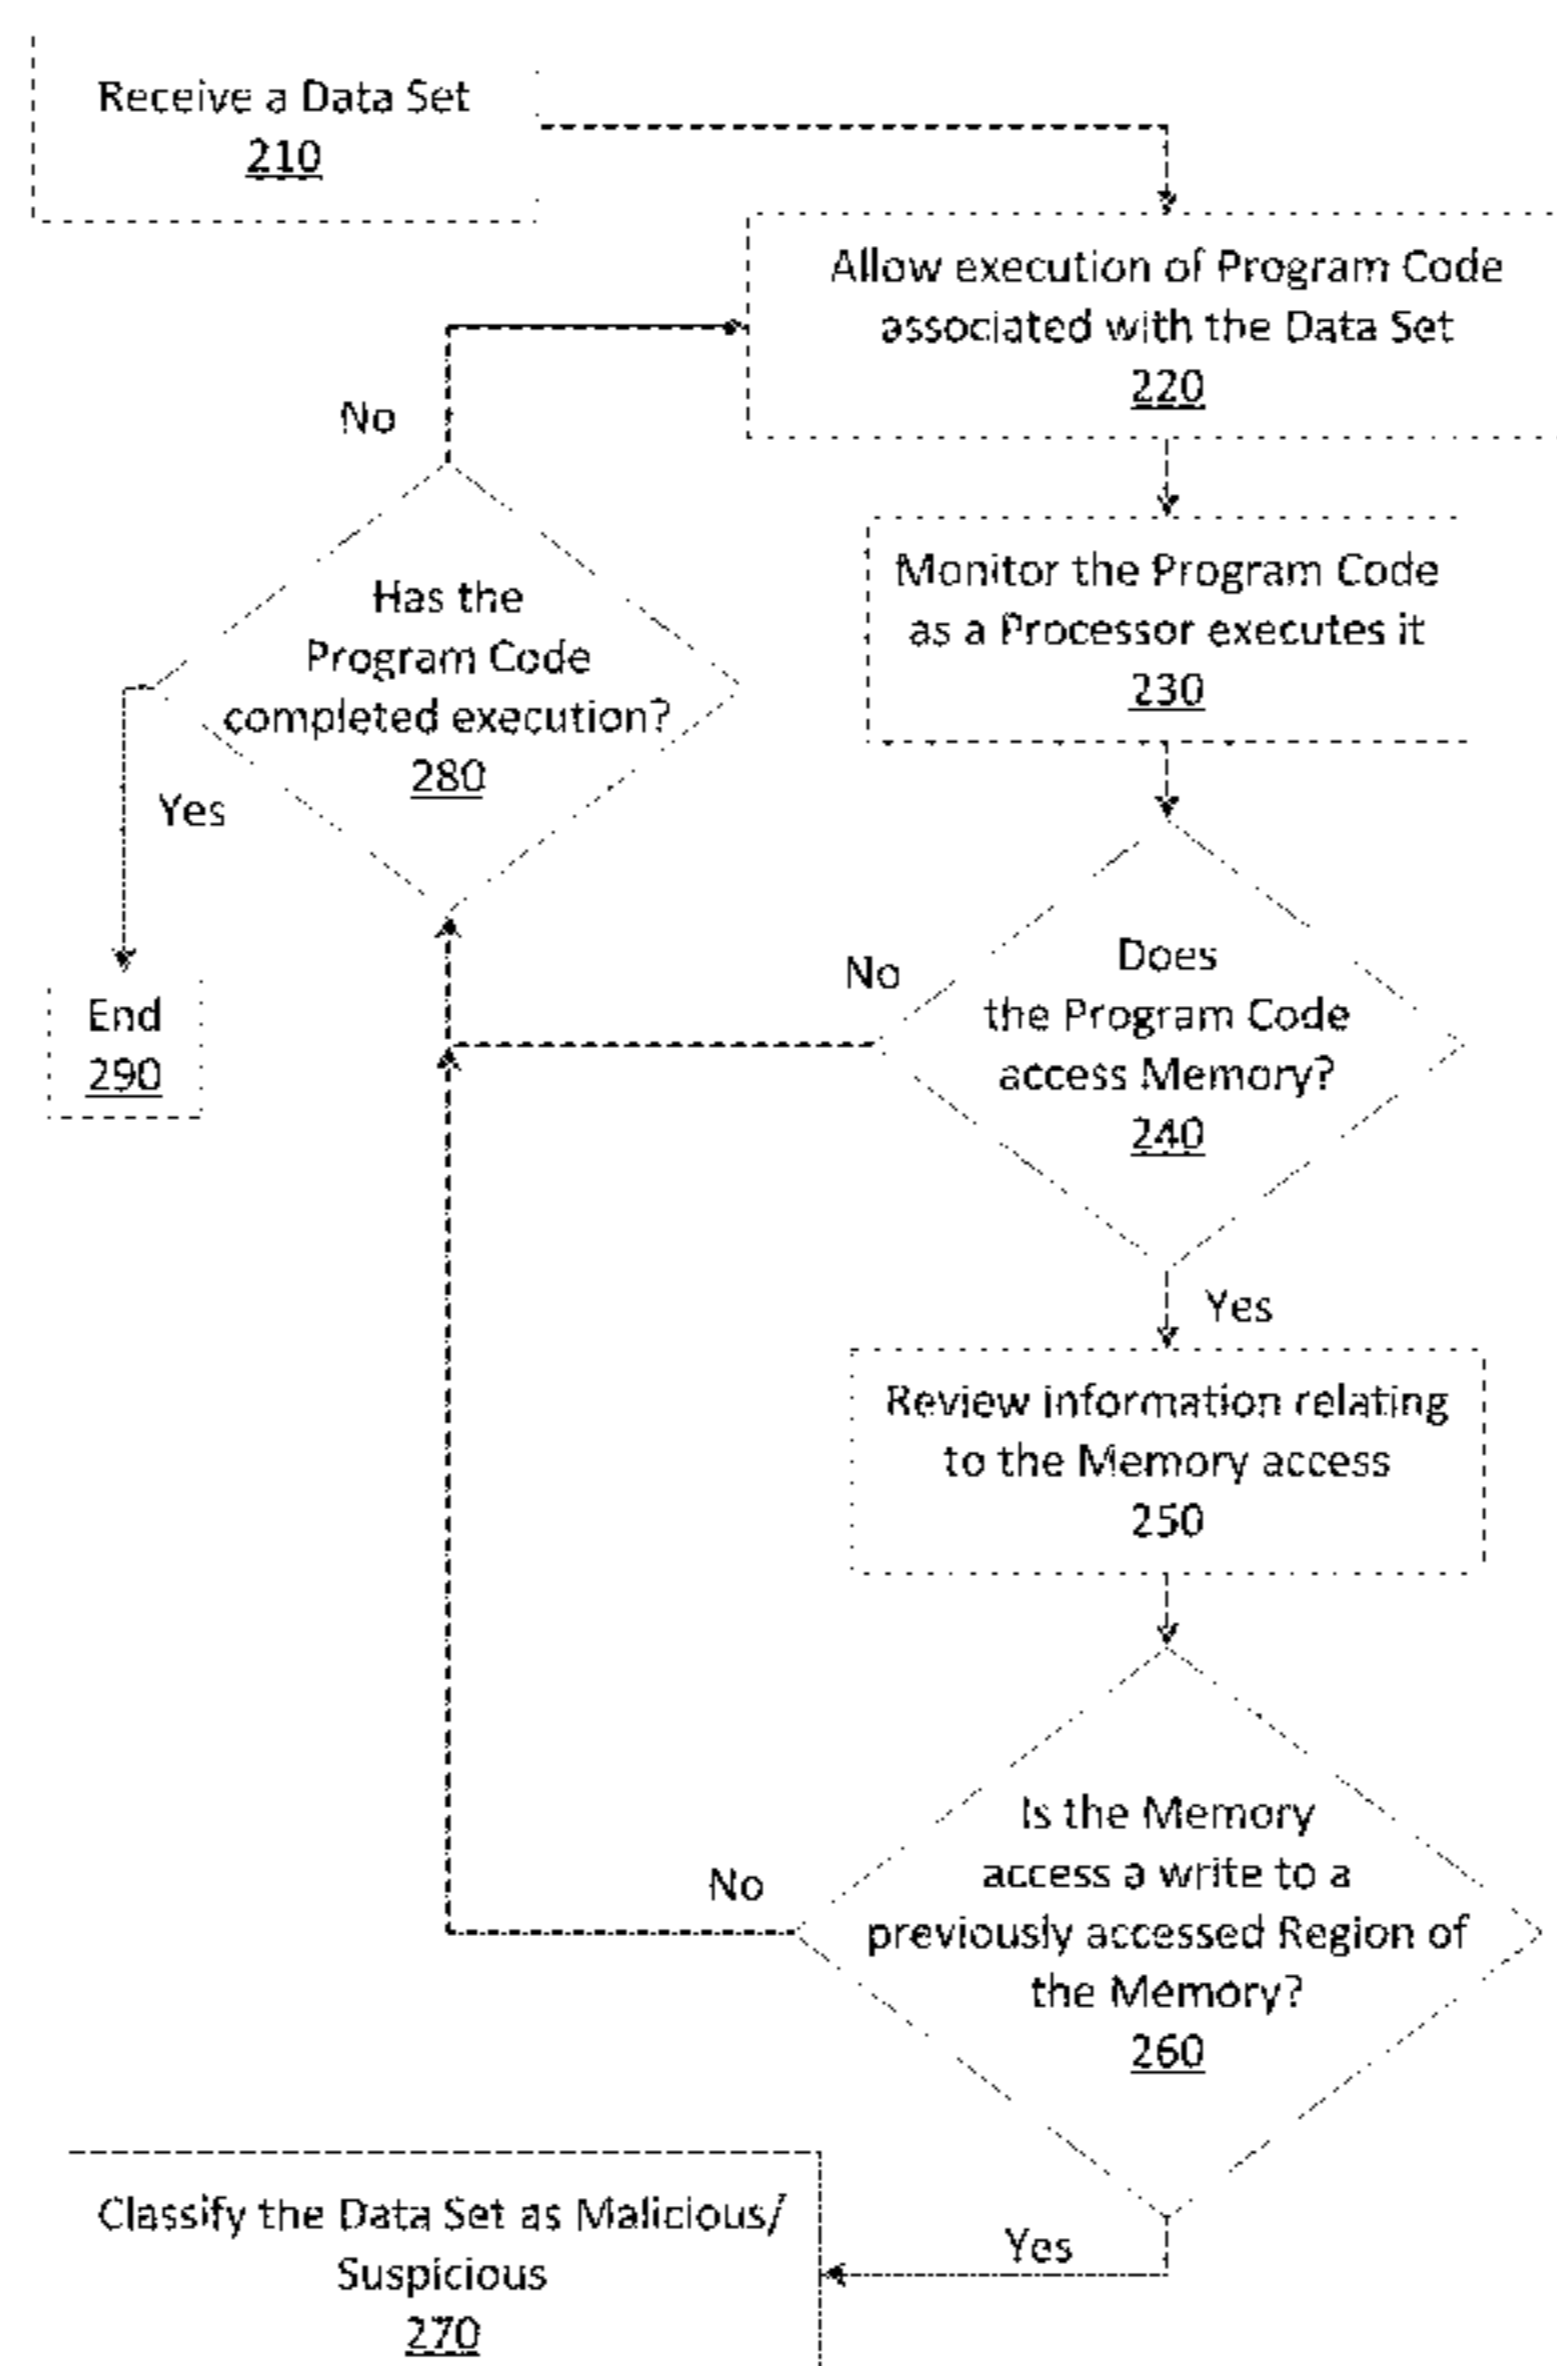 Receive a Data Set
210
Allow execution of Program Code
associated with the Data Set
220
No
Monitor the Program Code
as a Processor executes it
230
Has the
Program Code
completed execution?
280
Yes
No
Does
the Program Code
access Memory?
240
End
290
Yes
Review information relating
to the Memory access
250
Is the Memory
access a write to a
previously accessed Region of
the Memory?
260
No
Yes
Classify the Data Set as Malicious/
Suspicious
270